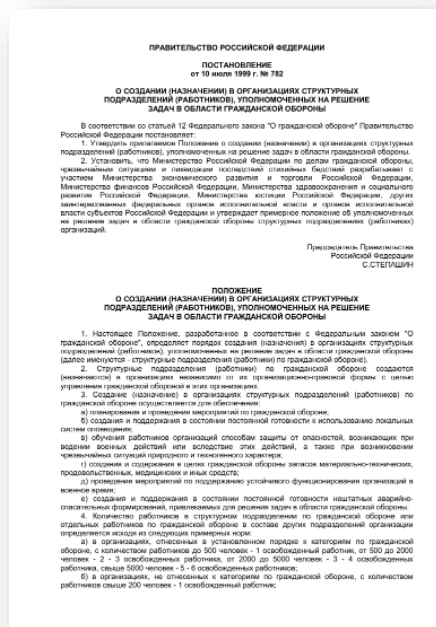 ПРАВИТЕЛЬСТВО РОССИЙСКОЙ ФЕДЕРАЦИИ
ПОСТАНОВЛЕНИЕ
от 10 июля 1999 г. № 782
О СОЗДАНИИ (НАЗНАЧЕНИИ) В ОРГАНИЗАЦИЯХ СТРУКТУРНЫХ
ПОДРАЗДЕЛЕНИЙ (РАБОТНИКОВ), УПОЛНОМОЧЕННЫХ НА РЕШЕНИЕ
ЗАДАЧ В ОБЛАСТИ ГРАЖДАНСКОЙ ОБОРОНЫ
В соответствии со статьей 12 Федерального закона "О гражданской обороне" Правительство
Российской Федерации постановляет:
1. Утвердить прилагаемое Положение о создании (назначении) в организациях структурных
подразделений (работников), уполномоченных на решение задач в области гражданской обороны.
2. Установить, что Министерство Российской Федерации по делам гражданской обороны,
чрезвычайным ситуациям и ликвидации последствий стихийных бедствий разрабатывает с
участием Министерства экономического развития и торговли Российской Федерации,
Министерства финансов Российской Федерации, Министерства здравоохранения и социального
развития Российской Федерации, Министерства юстиции Российской Федерации, других
заинтересованных федеральных органов исполнительной власти и органов исполнительной
власти субъектов Российской Федерации и утверждает примерное положение об уполномоченных
на решение задач в области гражданской обороны структурных подразделениях (работниках)
организаций.
Председатель Правительства
Российской Федерации
С.СТЕПАШИН
ПОЛОЖЕНИЕ
О СОЗДАНИИ (НАЗНАЧЕНИИ) В ОРГАНИЗАЦИЯХ СТРУКТУРНЫХ
ПОДРАЗДЕЛЕНИЙ (РАБОТНИКОВ), УПОЛНОМОЧЕННЫХ НА РЕШЕНИЕ
ЗАДАЧ В ОБЛАСТИ ГРАЖДАНСКОЙ ОБОРОНЫ
1. Настоящее Положение, разработанное в соответствии с Федеральным законом "О
гражданской обороне", определяет порядок создания (назначения) в организациях структурных
подразделений (работников), уполномоченных на решение задач в области гражданской обороны
(далее именуются - структурные подразделения (работники) по гражданской обороне).
2. Структурные подразделения (работники) по гражданской обороне создаются
(назначаются) в организациях независимо от их организационно-правовой формы с целью
управления гражданской обороной в этих организациях.
3. Создание (назначение) в организациях структурных подразделений (работников) по
гражданской обороне осуществляется для обеспечения:
а) планирования и проведения мероприятий по гражданской обороне;
б) создания и поддержания в состоянии постоянной готовности к использованию локальных
систем оповещения;
в) обучения работников организаций способам защиты от опасностей, возникающих при
ведении военных действий или вследствие этих действий, а также при возникновении
чрезвычайных ситуаций природного и техногенного характера;
г) создания и содержания в целях гражданской обороны запасов материально-технических,
продовольственных, медицинских и иных средств;
д) проведения мероприятий по поддержанию устойчивого функционирования организаций в
военное время;
е) создания и поддержания в состоянии постоянной готовности нештатных аварийно-
спасательных формирований, привлекаемых для решения задач в области гражданской обороны.
4. Количество работников в структурном подразделении по гражданской обороне или
отдельных работников по гражданской обороне в составе других подразделений организации
определяется исходя из следующих примерных норм:
а) в организациях, отнесенных в установленном порядке к категориям по гражданской
обороне, с количеством работников до 500 человек - 1 освобожденный работник, от 500 до 2000
человек - 2 - 3 освобожденных работника, от 2000 до 5000 человек - 3 - 4 освобожденных
работника, свыше 5000 человек - 5 - 6 освобожденных работников;
б) в организациях, не отнесенных к категориям по гражданской обороне, с количеством
работников свыше 200 человек - 1 освобожденный работник;